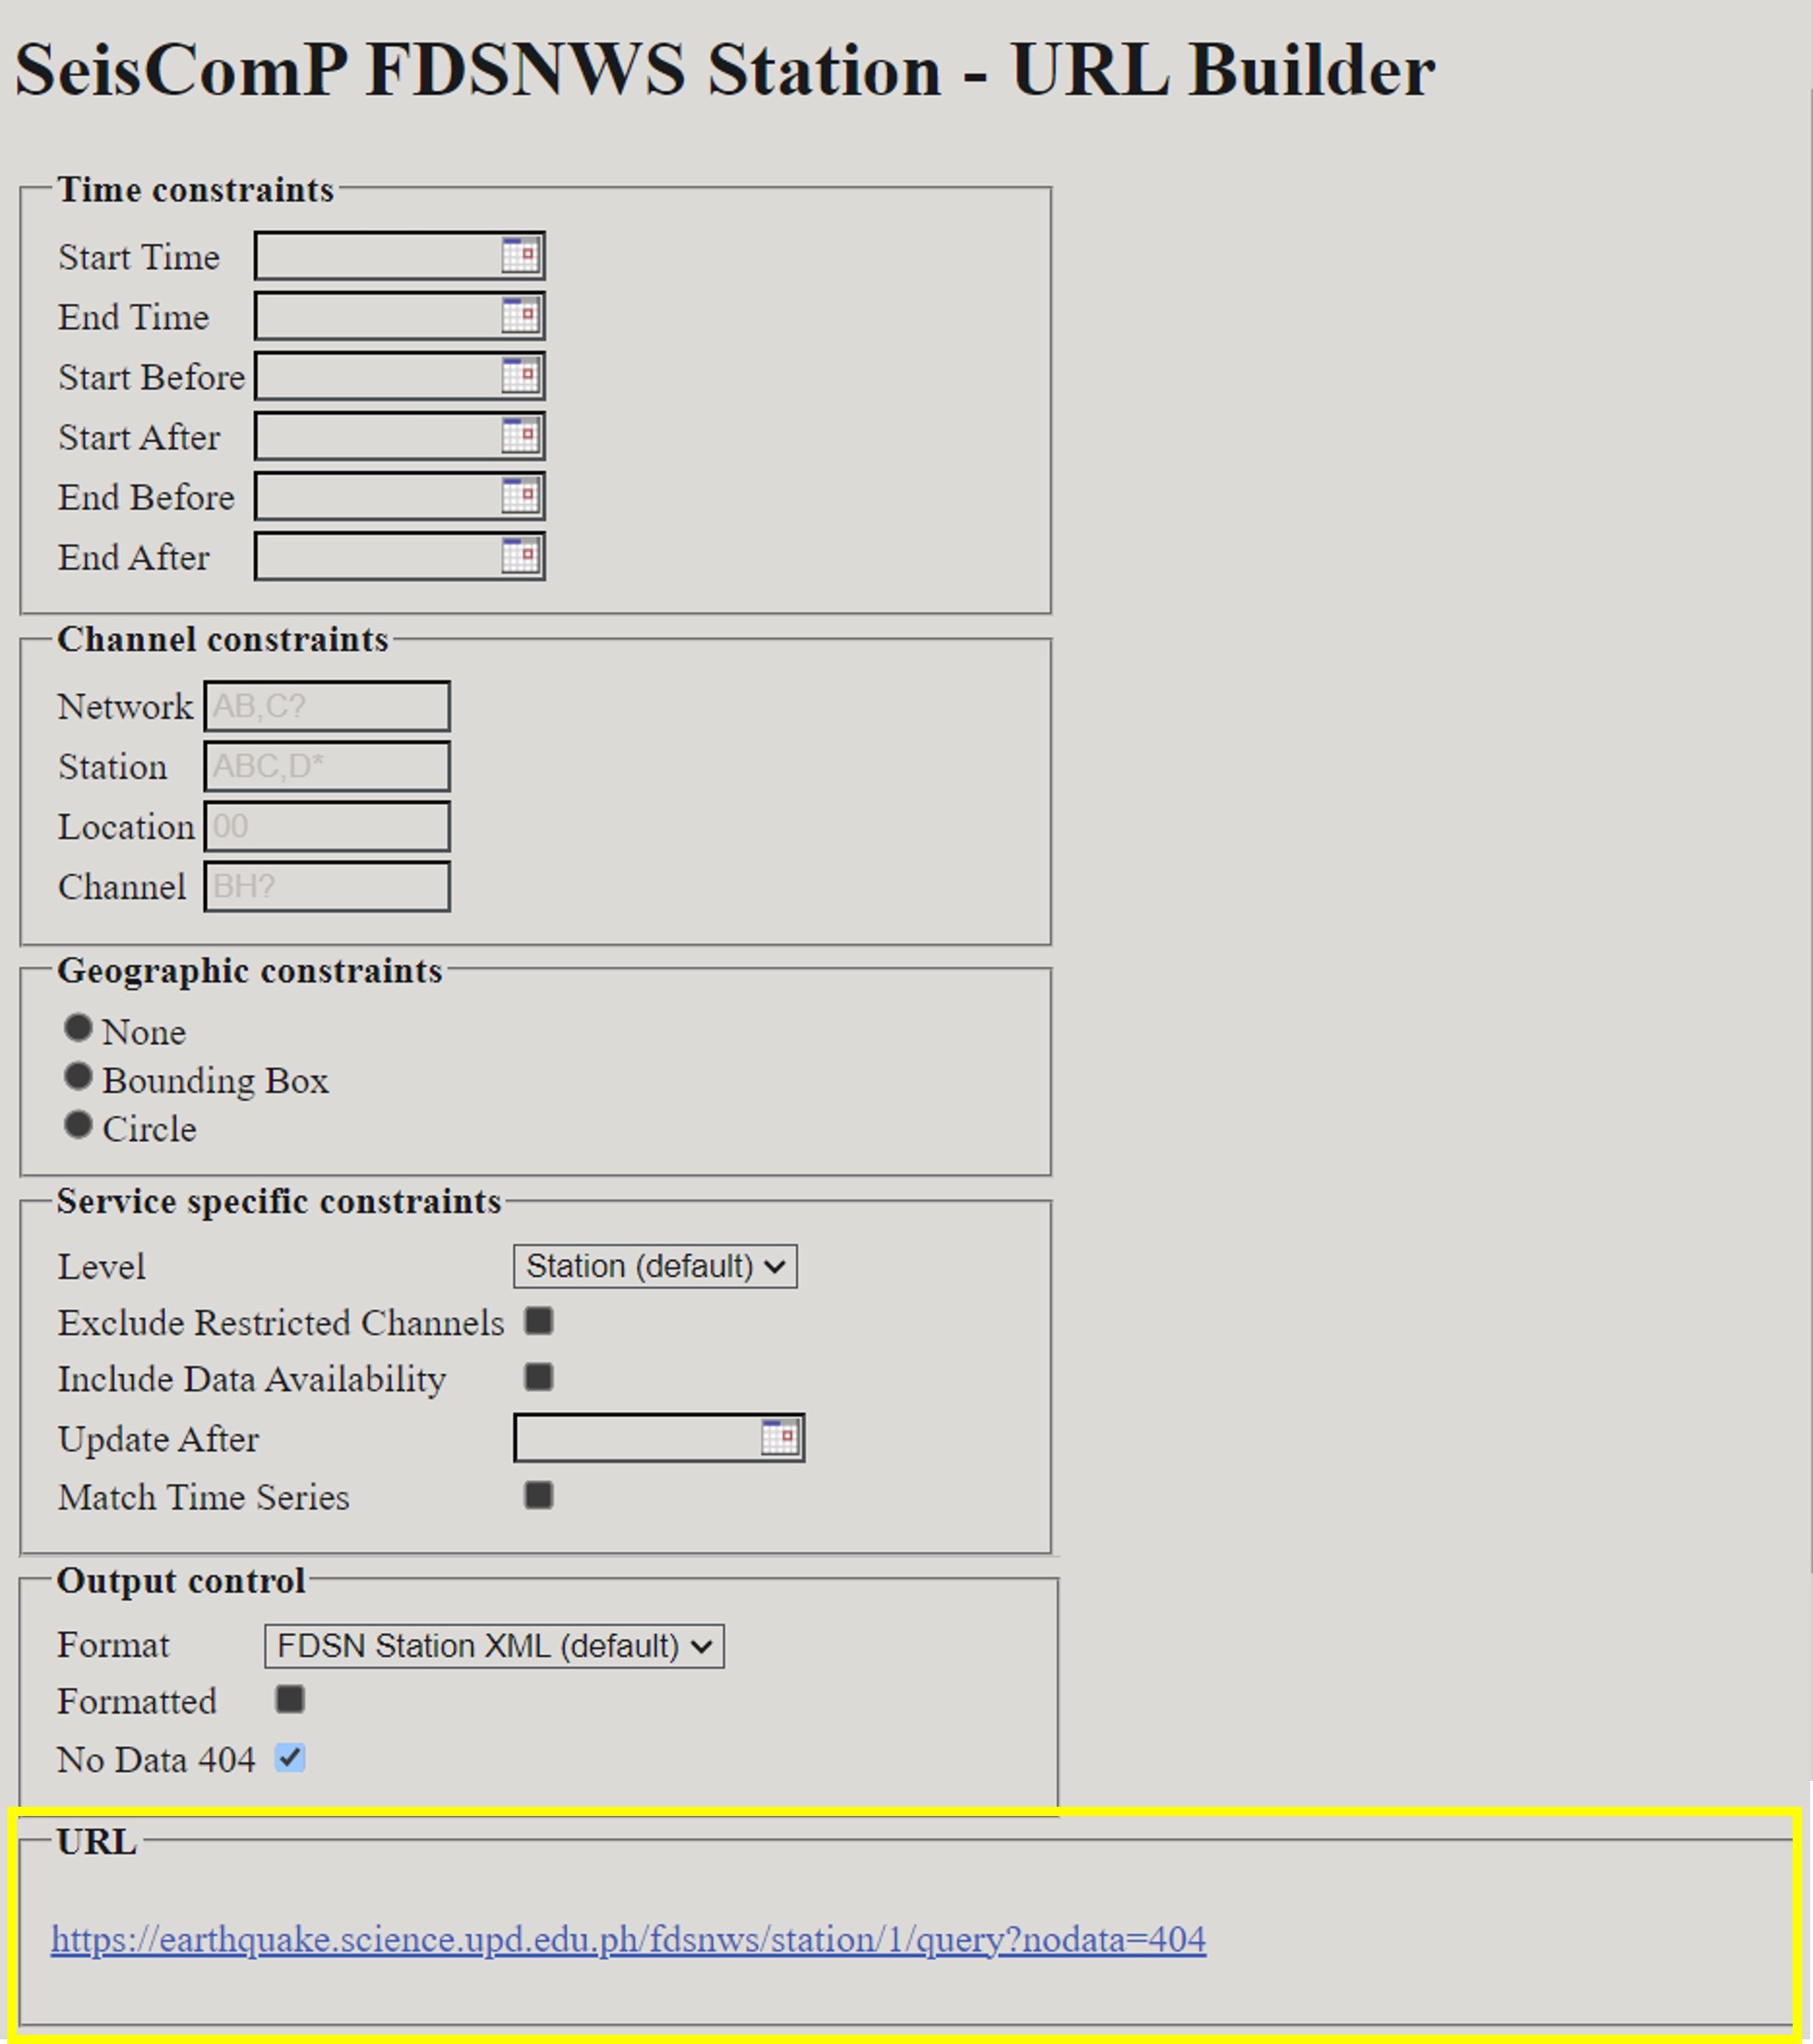 SeisComP FDSNWS Station - URL Builder
Time constraints
Start Time
End Time
Start Before
Start After
End Before
End After
Channel constraints
Network AB,C?
Station ABC,D*
Location 00
Channel BH?
Geographic constraints
None
Bounding Box
Circle
Service specific constraints
Level Station (default)
Exclude Restricted Channels
Include Data Availability
Update After
Match Time Series
Output control
Format FDSN Station XML (default)
Formatted
No Data 404
URL
https://earthquake.science.upd.edu.ph/fdsnws/station/1/query?nodata=404